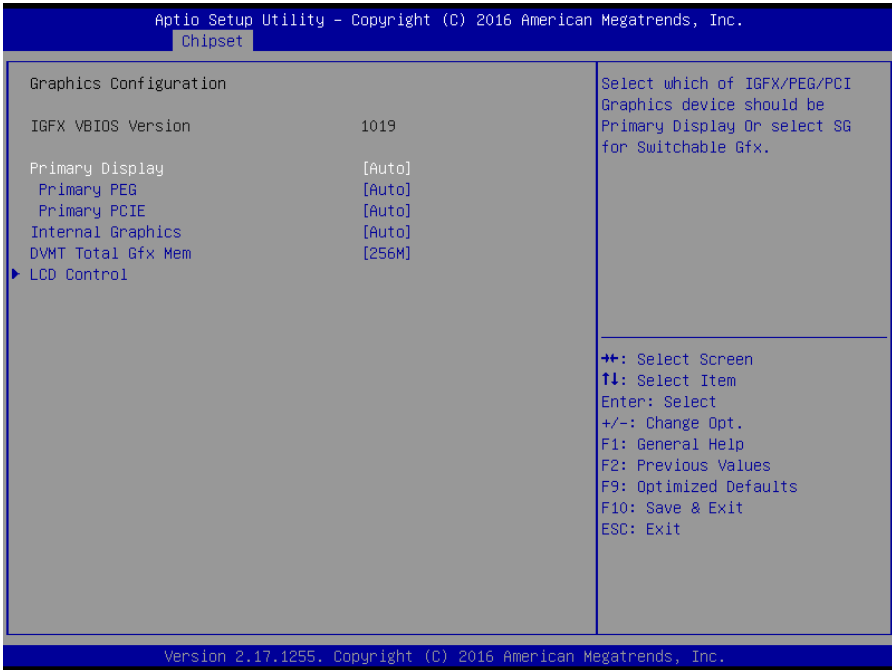 Aptio Setup Utility – Copyright (C) 2016 American Megatrends, Inc.
Chipset
Graphics Configuration
IGFX VBIOS Version 1019
Primary Display [Auto]
Primary PEG [Auto]
Primary PCIE [Auto]
Internal Graphics [Auto]
DVMT Total Gfx Mem [256M]
▶ LCD Control
Select which of IGFX/PEG/PCI
Graphics device should be
Primary Display Or select SG
for Switchable Gfx.
→←: Select Screen
↑↓: Select Item
Enter: Select
+/-: Change Opt.
F1: General Help
F2: Previous Values
F9: Optimized Defaults
F10: Save & Exit
ESC: Exit
Version 2.17.1255. Copyright (C) 2016 American Megatrends, Inc.